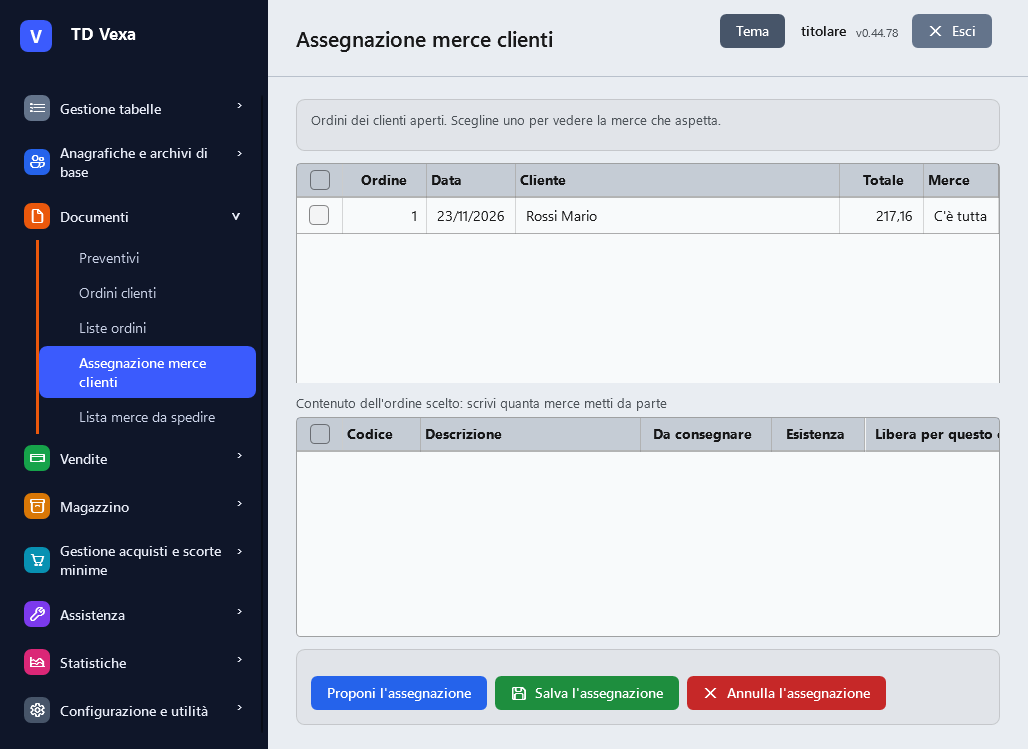 V
TD Vexa
Gestione tabelle
Anagrafiche e archivi di
base
Documenti
Preventivi
Ordini clienti
Liste ordini
Assegnazione merce
clienti
Lista merce da spedire
Vendite
Magazzino
Gestione acquisti e scorte
minime
Assistenza
Statistiche
Configurazione e utilità
Assegnazione merce clienti
Tema
titolare v0.44.78
Esci
Ordini dei clienti aperti. Scegline uno per vedere la merce che aspetta.
Ordine Data Cliente Totale Merce
1 23/11/2026 Rossi Mario 217,16 C'è tutta
Contenuto dell'ordine scelto: scrivi quanta merce metti da parte
Codice Descrizione Da consegnare Esistenza Libera per questo
Proponi l'assegnazione Salva l'assegnazione Annulla l'assegnazione